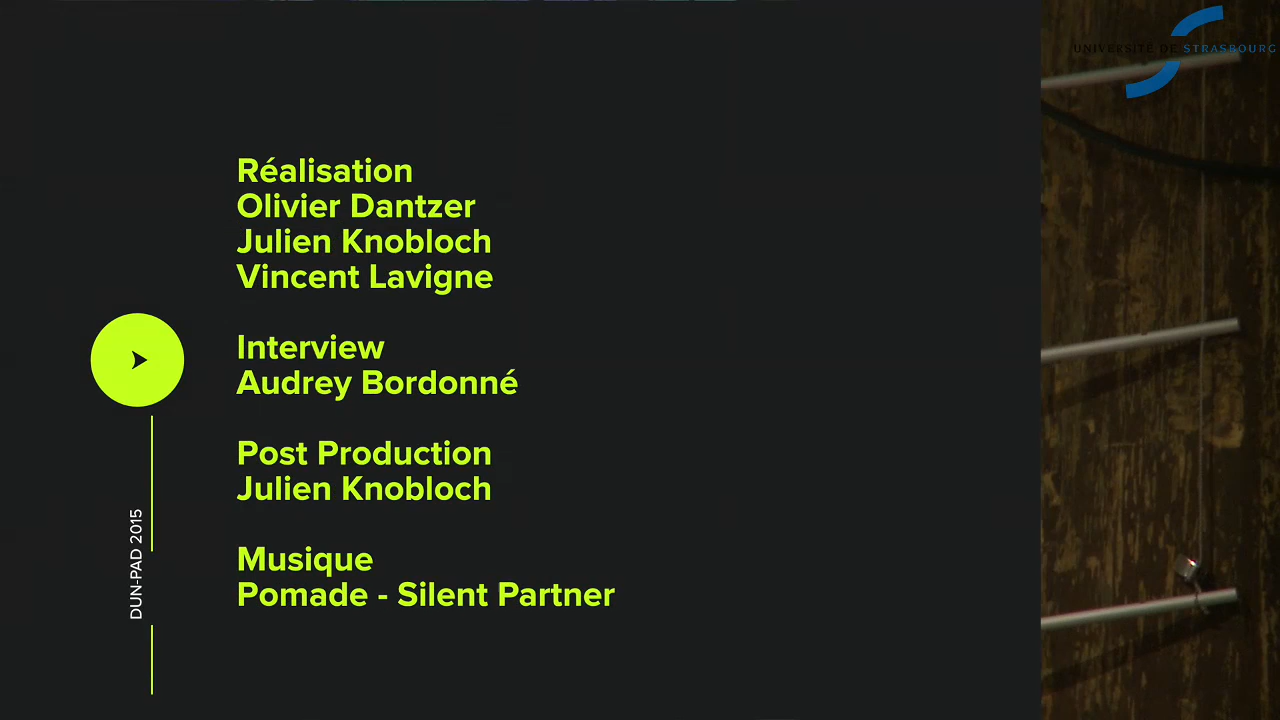 UNIVERSITÉ DE STRASBOURG
Réalisation
Olivier Dantzer
Julien Knobloch
Vincent Lavigne
Interview
Audrey Bordonné
Post Production
Julien Knobloch
Musique
Pomade - Silent Partner
DUN-PAD 2015